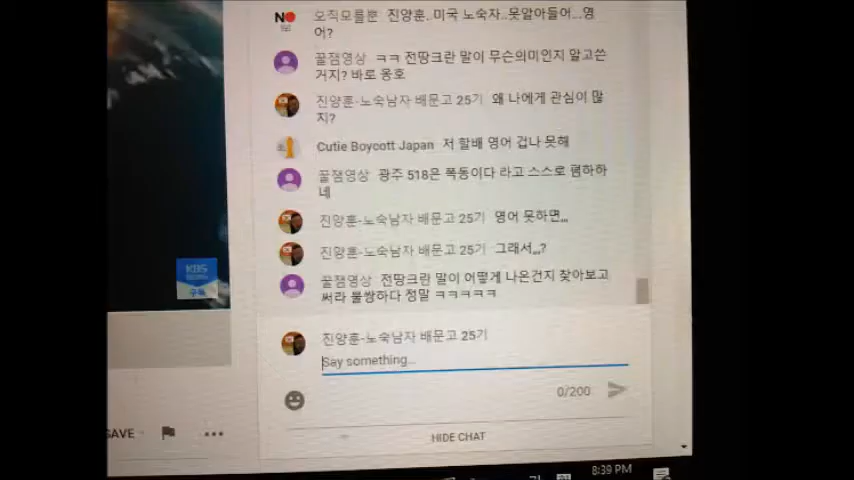 NO
오직모를뿐 진양훈..미국 노숙자..못알아들어...영
어?
꿀잼영상 ㅋㅋ 전땅크란 말이 무슨의미인지 알고쓴
거지? 바로 옹호
진양훈-노숙남자 배문고 25기 왜 나에게 관심이 많
지?
Cutie Boycott Japan 저 할배 영어 겁나 못해
꿀잼영상 광주 518은 폭동이다 라고 스스로 폄하하
네
진양훈-노숙남자 배문고 25기 영어 못하면,,,
진양훈-노숙남자 배문고 25기 그래서,,,?
꿀잼영상 전땅크란 말이 어떻게 나온건지 찾아보고
써라 불쌍하다 정말 ㅋㅋㅋㅋㅋ
KBS
구독
진양훈-노숙남자 배문고 25기
Say something...
0/200
SAVE
HIDE CHAT
8:39 PM